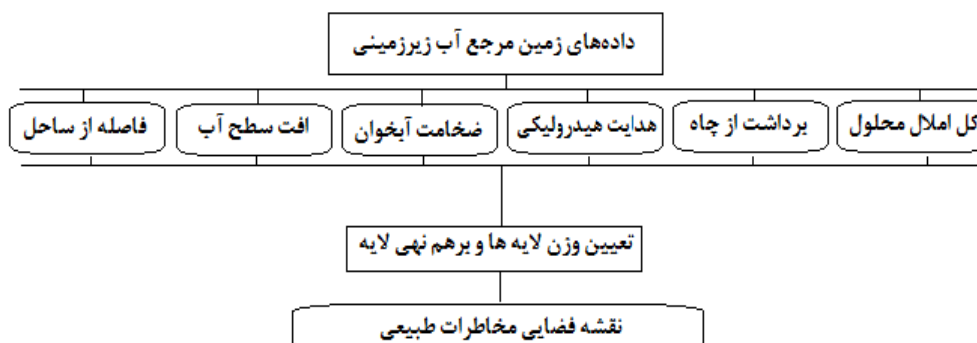 داده‌های زمین مرجع آب زیرزمینی
کل املال محلول
برداشت از چاه
هدایت هیدرولیکی
ضخامت آبخوان
افت سطح آب
فاصله از ساحل
تعیین وزن لایه ها و برهم نهی لایه
نقشه فضایی مخاطرات طبیعی